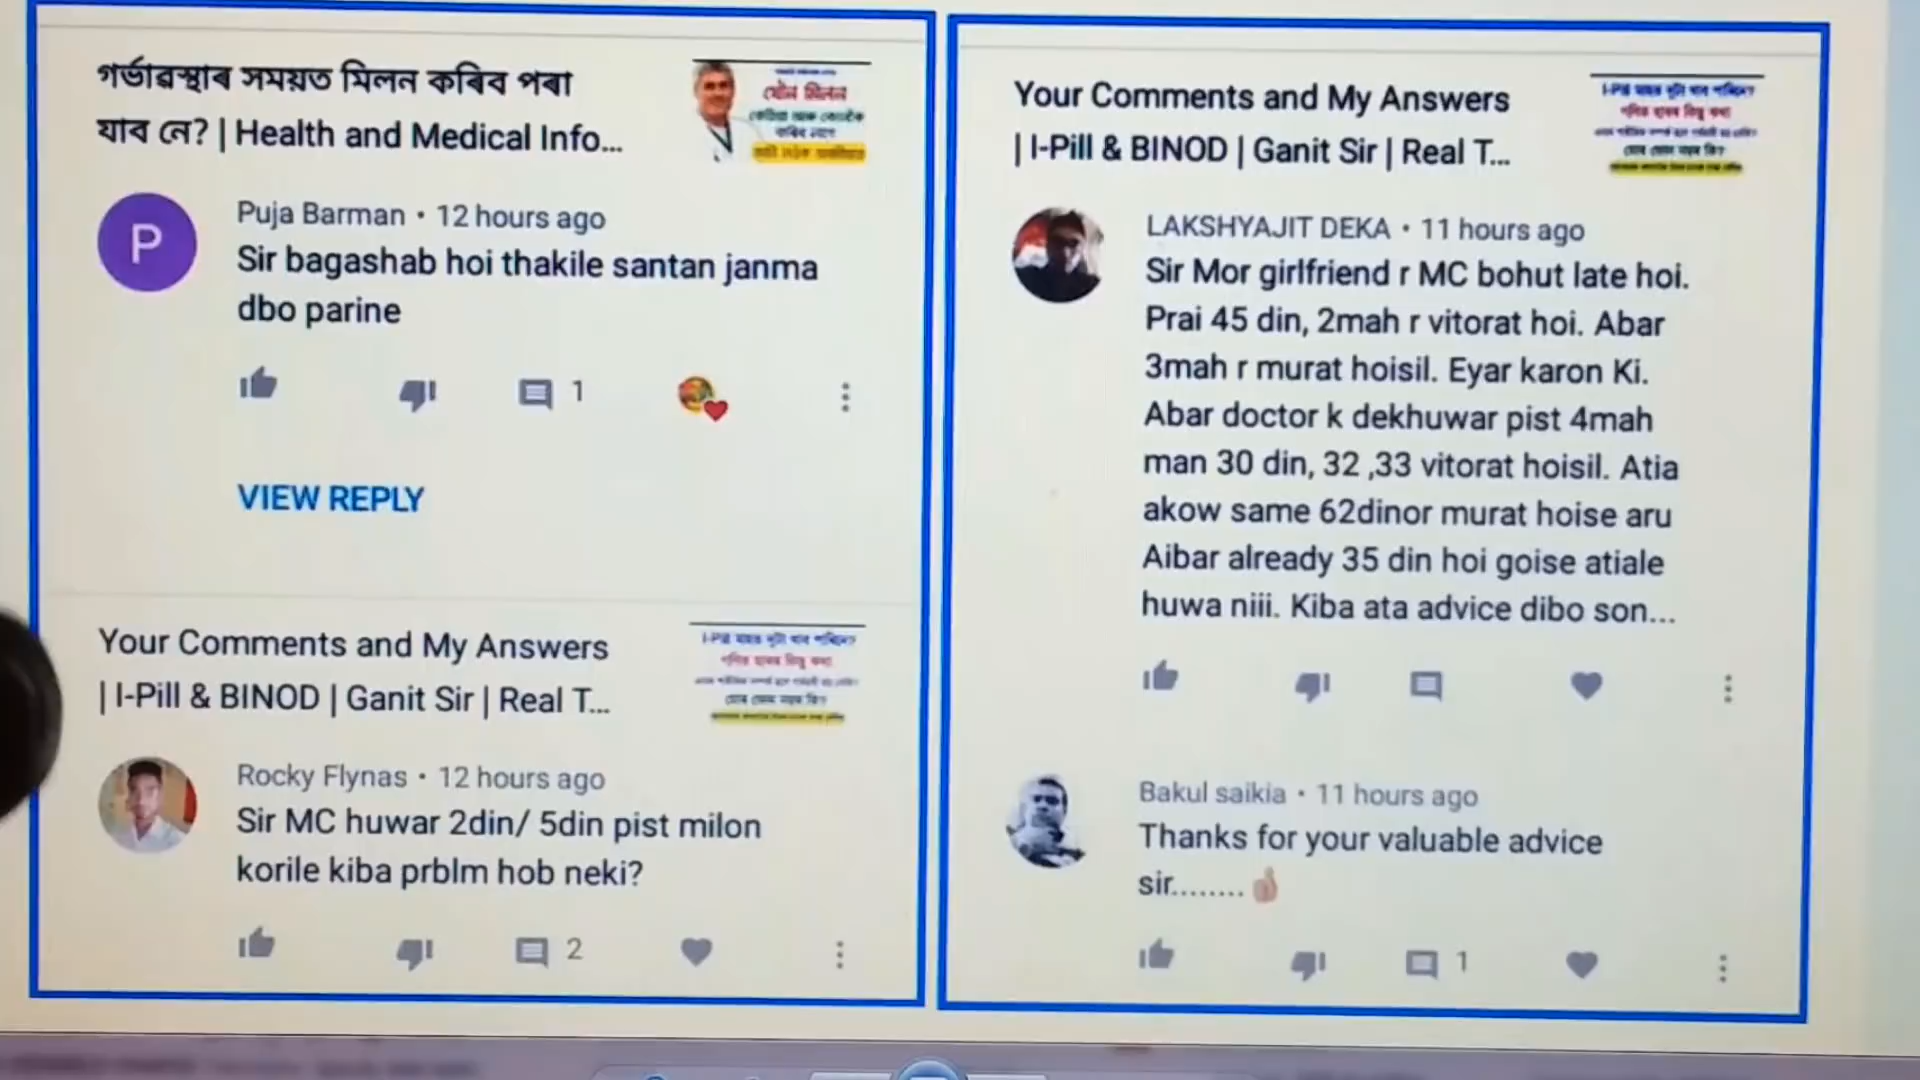 গৰ্ভাৱস্থাৰ সময়ত মিলন কৰিব পৰা
যাব নে? | Health and Medical Info...
যৌন মিলন
Puja Barman • 12 hours ago
Sir bagashab hoi thakile santan janma
dbo parine
1
VIEW REPLY
Your Comments and My Answers
| I-Pill & BINOD | Ganit Sir | Real T...
Rocky Flynas • 12 hours ago
Sir MC huwar 2din/ 5din pist milon
korile kiba prblm hob neki?
2
Your Comments and My Answers
| I-Pill & BINOD | Ganit Sir | Real T...
LAKSHYAJIT DEKA • 11 hours ago
Sir Mor girlfriend r MC bohut late hoi.
Prai 45 din, 2mah r vitorat hoi. Abar
3mah r murat hoisil. Eyar karon Ki.
Abar doctor k dekhuwar pist 4mah
man 30 din, 32 ,33 vitorat hoisil. Atia
akow same 62dinor murat hoise aru
Aibar already 35 din hoi goise atiale
huwa niii. Kiba ata advice dibo son...
Bakul saikia • 11 hours ago
Thanks for your valuable advice
sir........ 👍
1